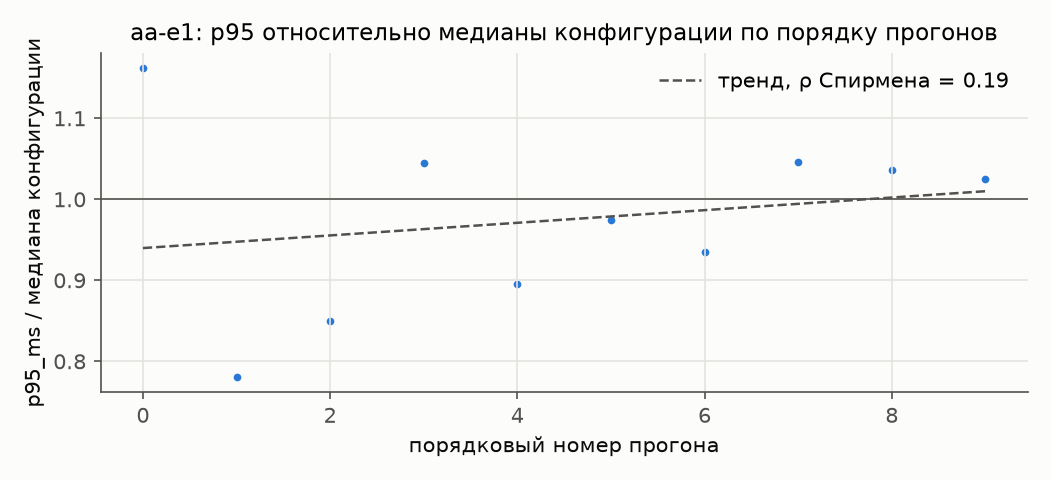 aa-e1: p95 относительно медианы конфигурации по порядку прогонов
p95_ms / медиана конфигурации
тренд, ρ Спирмена = 0.19
1.1
1.0
0.9
0.8
0 2 4 6 8
порядковый номер прогона